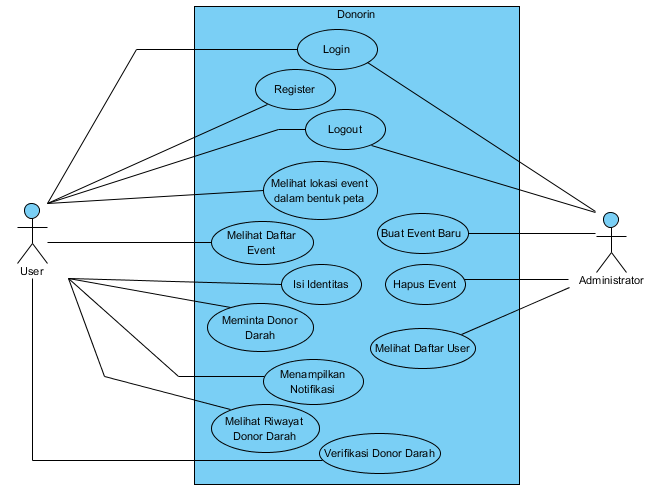 Donorin
Login
Register
Logout
Melihat lokasi event
dalam bentuk peta
Melihat Daftar
Event
Buat Event Baru
User
Administrator
Isi Identitas
Hapus Event
Meminta Donor
Darah
Melihat Daftar User
Menampilkan
Notifikasi
Melihat Riwayat
Donor Darah
Verifikasi Donor Darah